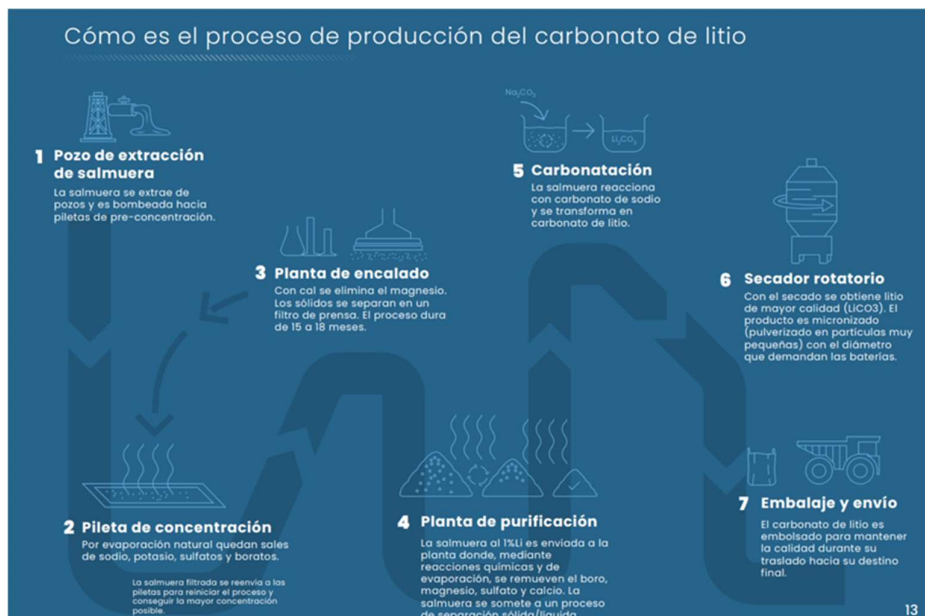 Cómo es el proceso de producción del carbonato de litio
1 Pozo de extracción
de salmuera
La salmuera se extrae de
pozos y es bombeada hacia
piletas de pre-concentración.
2 Pileta de concentración
Por evaporación natural quedan sales
de sodio, potasio, sulfatos y boratos.
La salmuera filtrada se reenvía a las
piletas para reiniciar el proceso y
conseguir la mayor concentración
posible.
3 Planta de encalado
Con cal se elimina el magnesio.
Los sólidos se separan en un
filtro de prensa. El proceso dura
de 15 a 18 meses.
4 Planta de purificación
La salmuera al 1%Li es enviada a la
planta donde, mediante
reacciones químicas y de
evaporación, se remueven el boro,
magnesio, sulfato y calcio. La
salmuera se somete a un proceso
de separación sólida/líquida
Na₂CO₃
Li₂CO₃
5 Carbonatación
La salmuera reacciona
con carbonato de sodio
y se transforma en
carbonato de litio.
6 Secador rotatorio
Con el secado se obtiene litio
de mayor calidad (LiCO3). El
producto es micronizado
(pulverizado en partículas muy
pequeñas) con el diámetro
que demandan las baterías.
7 Embalaje y envío
El carbonato de litio es
embolsado para mantener
la calidad durante su
traslado hacia su destino
final.
13